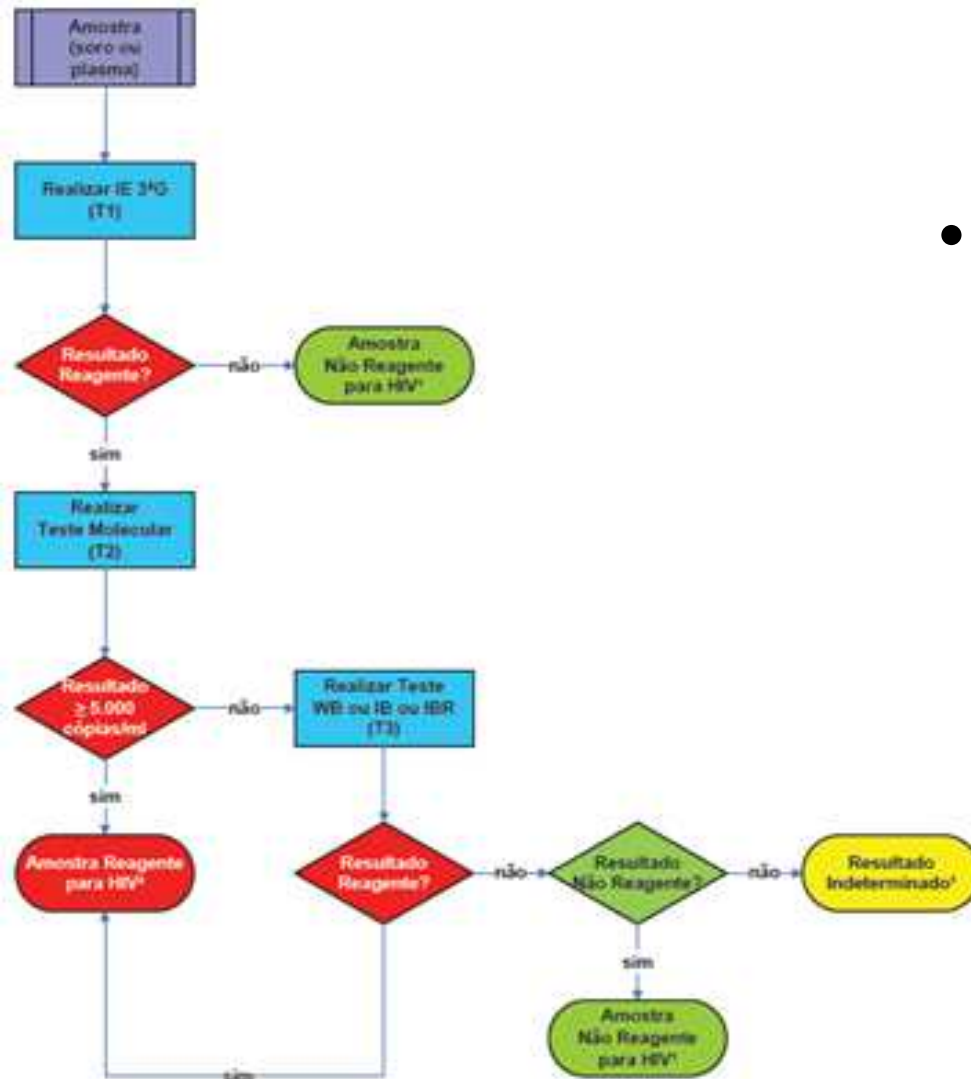 Amostra
(soro ou
plasma)
Realizar IE 3ªG
(T1)
Resultado
Reagente?
não
Amostra
Não Reagente
para HIV
sim
Realizar
Teste Molecular
(T2)
Resultado
≥ 5.000
cópias/ml
não
Realizar Teste
WB ou IB ou IBR
(T3)
sim
Amostra Reagente
para HIV
Resultado
Reagente?
não
Resultado
Não Reagente?
não
Resultado
Indeterminado
sim
Amostra
Não Reagente
para HIV
sim